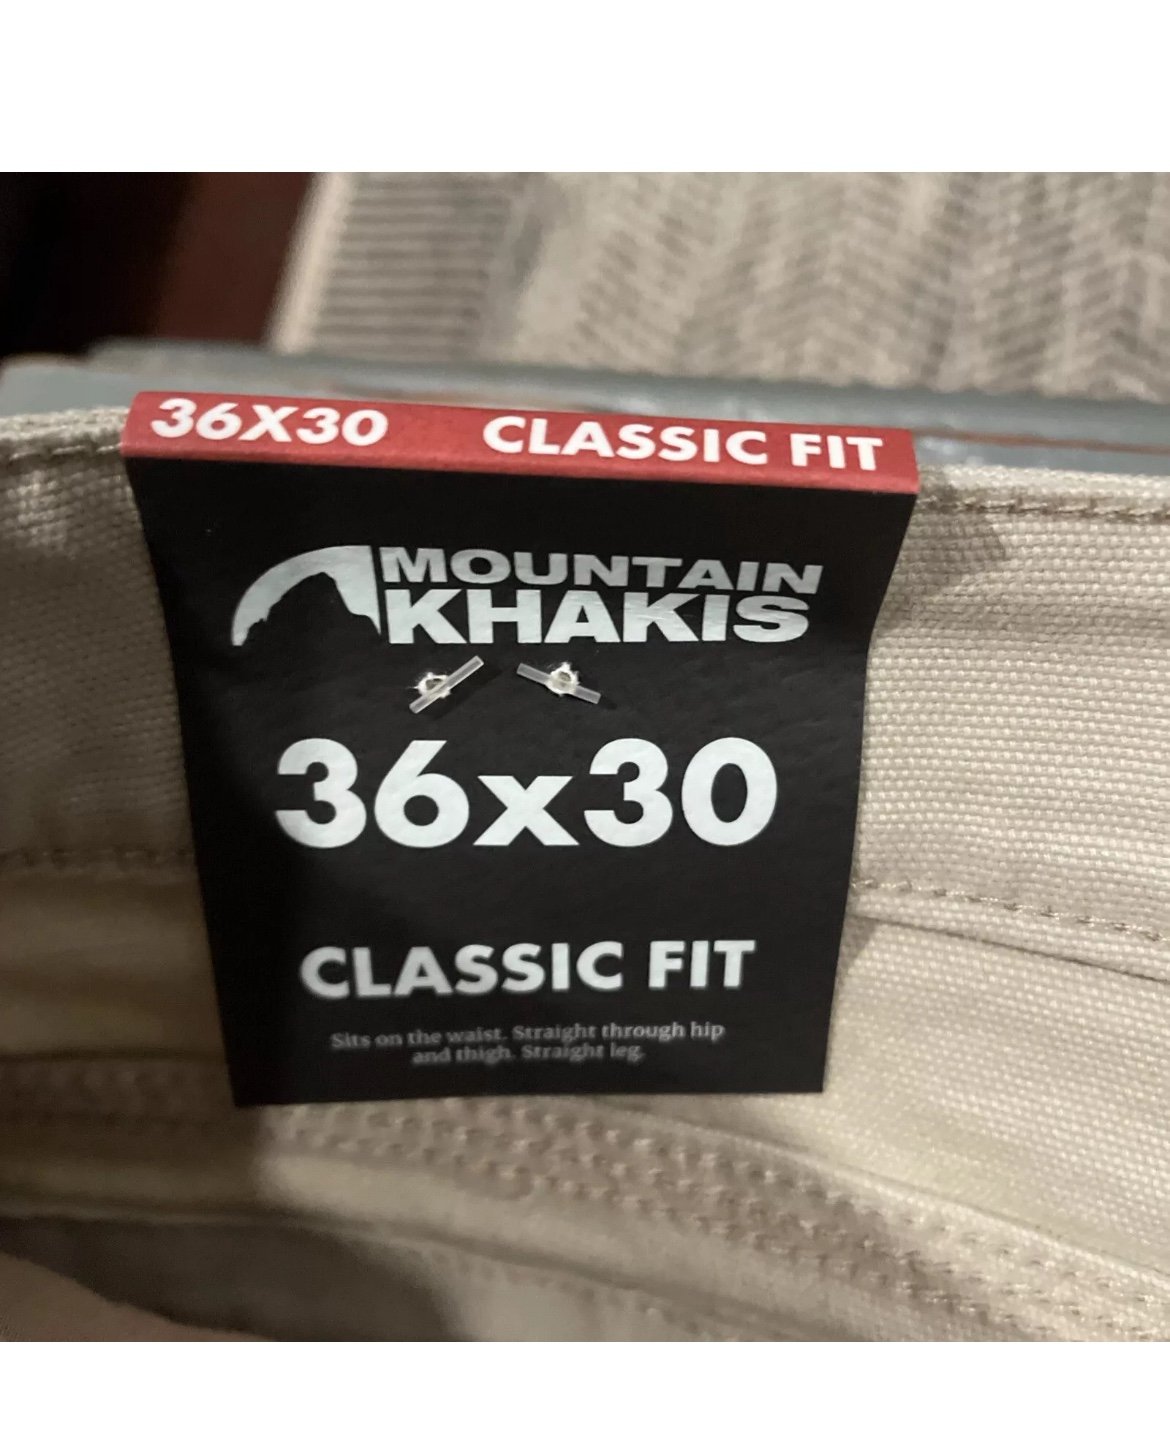 36X30 CLASSIC FIT
MOUNTAIN
KHAKIS
36x30
CLASSIC FIT
Sits on the waist. Straight through hip
and thigh. Straight leg.